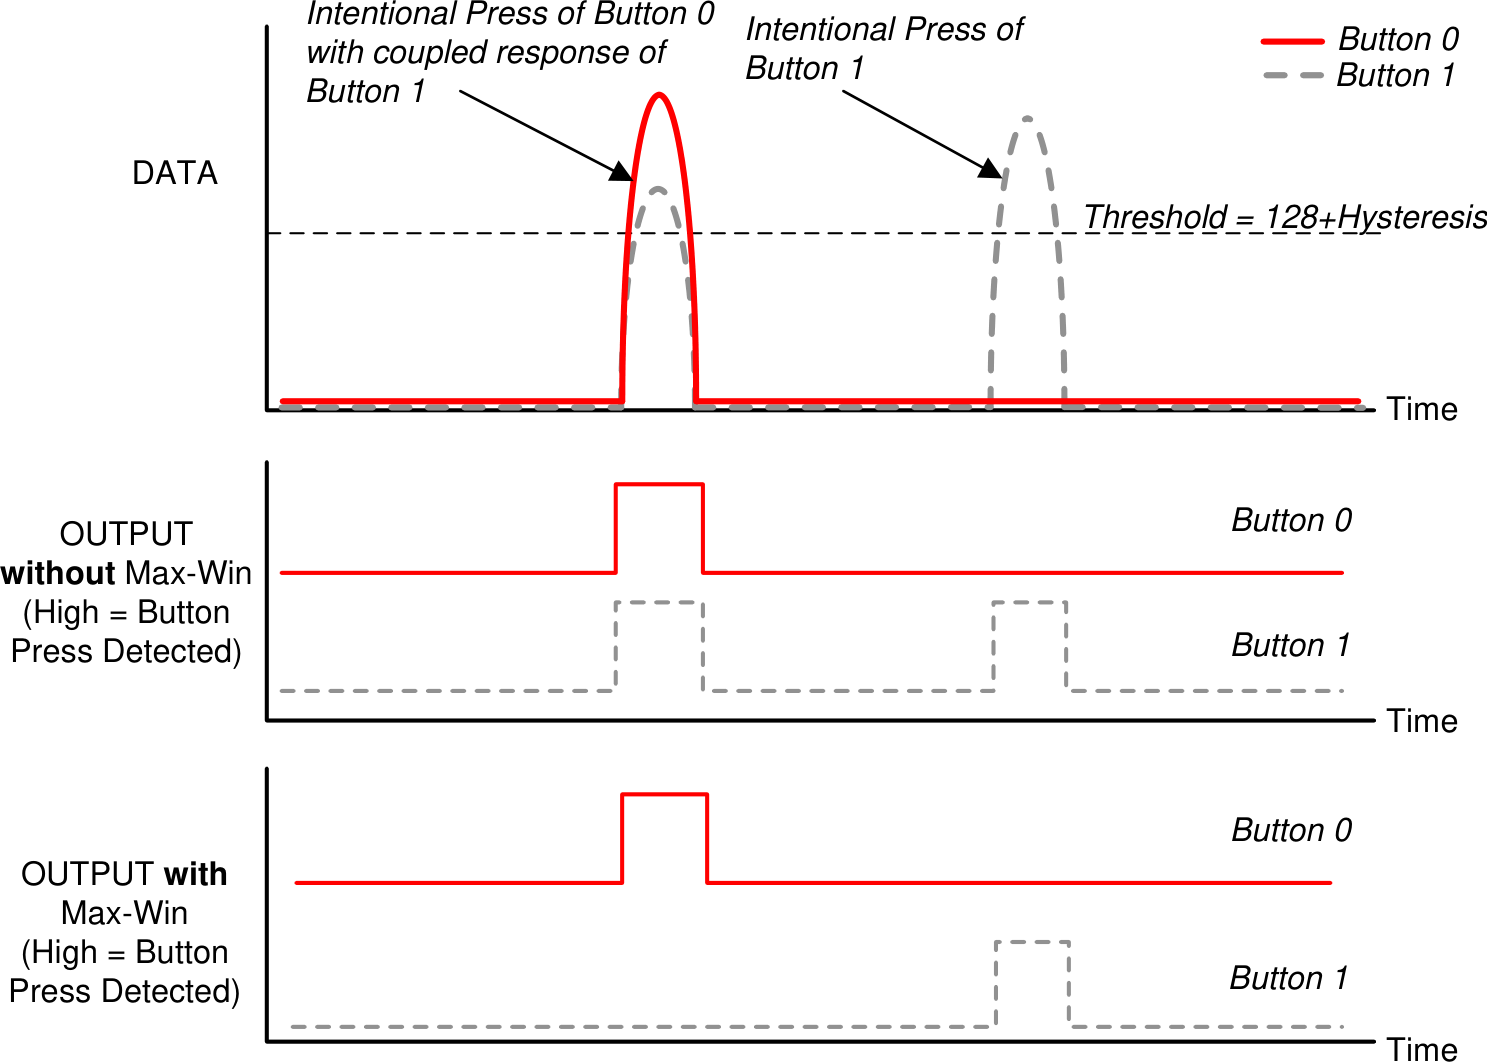 Intentional Press of Button 0
with coupled response of
Button 1
Intentional Press of
Button 1
Button 0
Button 1
DATA
Threshold = 128+Hysteresis
Time
OUTPUT
without Max-Win
(High = Button
Press Detected)
Button 0
Button 1
Time
OUTPUT with
Max-Win
(High = Button
Press Detected)
Button 0
Button 1
Time